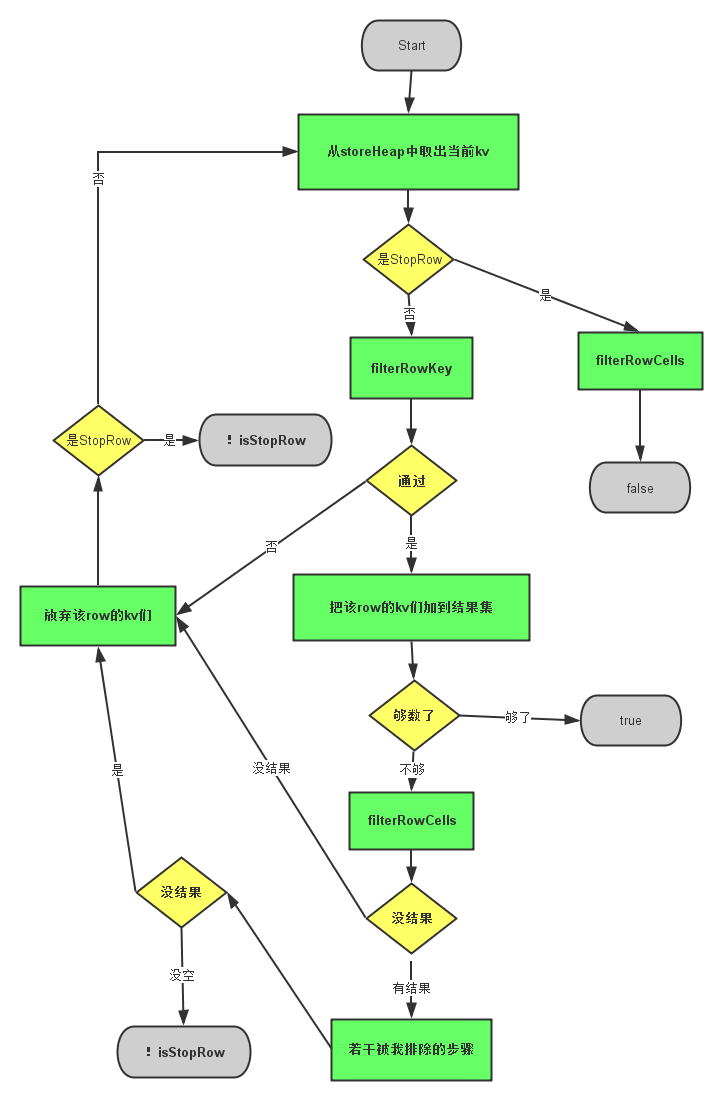 Start
从storeHeap中取出当前kv
否
是StopRow
是
否
filterRowKey
filterRowCells
是StopRow
是
！isStopRow
通过
false
否
是
放弃该row的kv们
把该row的kv们加到结果集
够数了
够了
true
没结果
是
不够
filterRowCells
没结果
没结果
没空
有结果
！isStopRow
若干被我排除的步骤